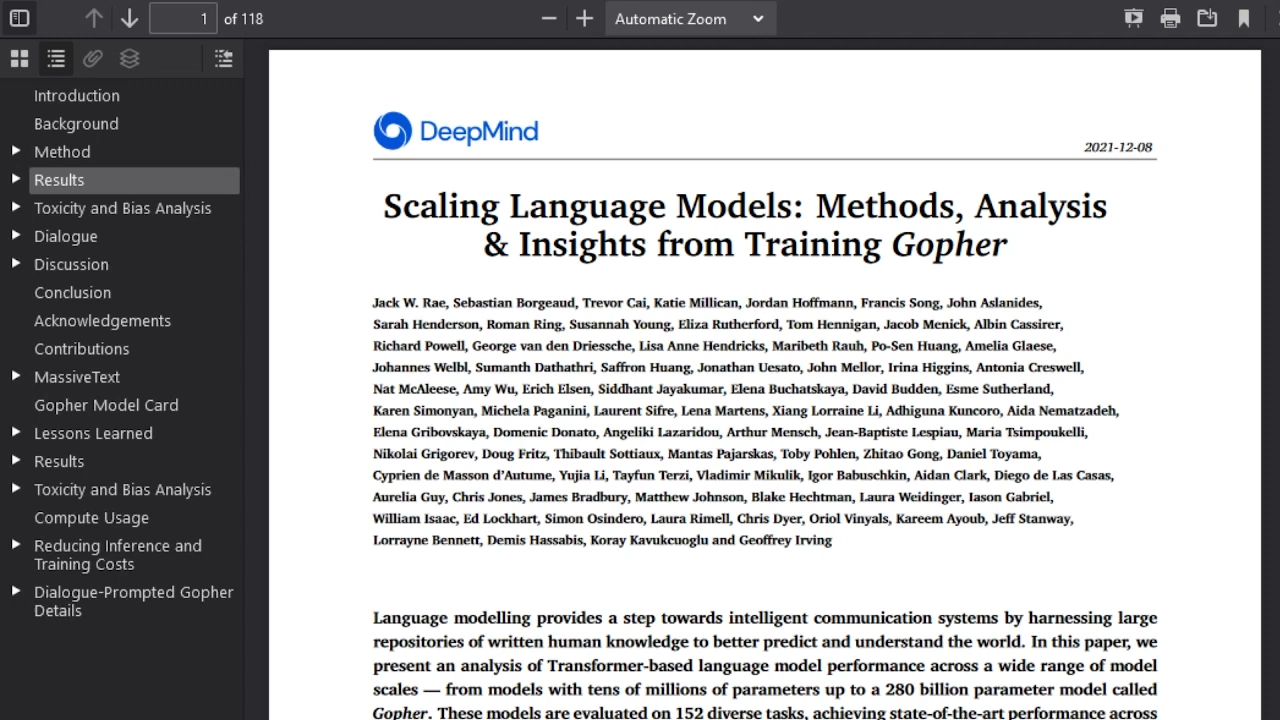 1 of 118
Automatic Zoom
Introduction
Background
Method
Results
Toxicity and Bias Analysis
Dialogue
Discussion
Conclusion
Acknowledgements
Contributions
MassiveText
Gopher Model Card
Lessons Learned
Results
Toxicity and Bias Analysis
Compute Usage
Reducing Inference and
Training Costs
Dialogue-Prompted Gopher
Details
DeepMind
2021-12-08
Scaling Language Models: Methods, Analysis
& Insights from Training Gopher
Jack W. Rae, Sebastian Borgeaud, Trevor Cai, Katie Millican, Jordan Hoffmann, Francis Song, John Aslanides,
Sarah Henderson, Roman Ring, Susannah Young, Eliza Rutherford, Tom Hennigan, Jacob Menick, Albin Cassirer,
Richard Powell, George van den Driessche, Lisa Anne Hendricks, Maribeth Rauh, Po-Sen Huang, Amelia Glaese,
Johannes Welbl, Sumanth Dathathri, Saffron Huang, Jonathan Uesato, John Mellor, Irina Higgins, Antonia Creswell,
Nat McAleese, Amy Wu, Erich Elsen, Siddhant Jayakumar, Elena Buchatskaya, David Budden, Esme Sutherland,
Karen Simonyan, Michela Paganini, Laurent Sifre, Lena Martens, Xiang Lorraine Li, Adhiguna Kuncoro, Aida Nematzadeh,
Elena Gribovskaya, Domenic Donato, Angeliki Lazaridou, Arthur Mensch, Jean-Baptiste Lespiau, Maria Tsimpoukelli,
Nikolai Grigorev, Doug Fritz, Thibault Sottiaux, Mantas Pajarskas, Toby Pohlen, Zhitao Gong, Daniel Toyama,
Cyprien de Masson d'Autume, Yujia Li, Tayfun Terzi, Vladimir Mikulik, Igor Babuschkin, Aidan Clark, Diego de Las Casas,
Aurelia Guy, Chris Jones, James Bradbury, Matthew Johnson, Blake Hechtman, Laura Weidinger, Iason Gabriel,
William Isaac, Ed Lockhart, Simon Osindero, Laura Rimell, Chris Dyer, Oriol Vinyals, Kareem Ayoub, Jeff Stanway,
Lorrayne Bennett, Demis Hassabis, Koray Kavukcuoglu and Geoffrey Irving
Language modelling provides a step towards intelligent communication systems by harnessing large
repositories of written human knowledge to better predict and understand the world. In this paper, we
present an analysis of Transformer-based language model performance across a wide range of model
scales — from models with tens of millions of parameters up to a 280 billion parameter model called
Gopher. These models are evaluated on 152 diverse tasks, achieving state-of-the-art performance across